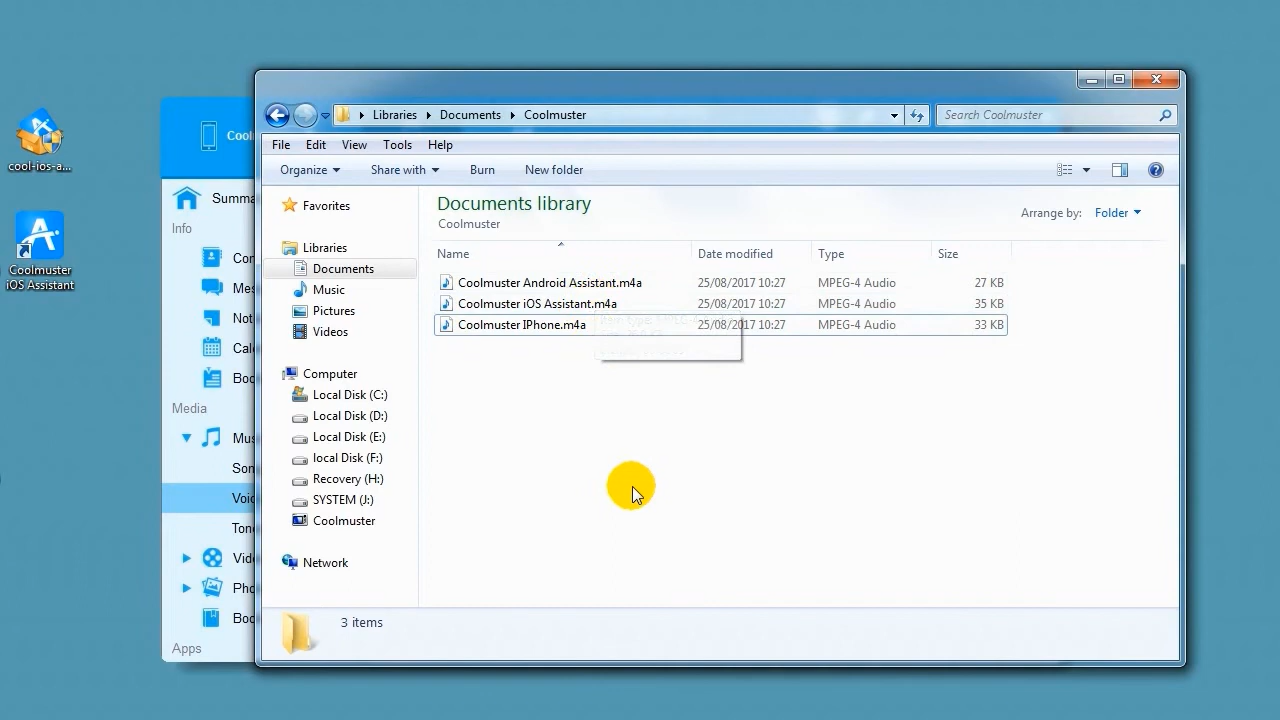 cool-ios-a...
Coolmuster
iOS Assistant
Cool
Summa
Info
Con
Mes
Not
Cal
Boo
Media
Mus
Son
Voic
Ton
Vide
Pho
Boo
Apps
Libraries
Documents
Coolmuster
Search Coolmuster
File
Edit
View
Tools
Help
Organize
Share with
Burn
New folder
Favorites
Libraries
Documents
Music
Pictures
Videos
Computer
Local Disk (C:)
Local Disk (D:)
Local Disk (E:)
local Disk (F:)
Recovery (H:)
SYSTEM (J:)
Coolmuster
Network
Documents library
Coolmuster
Arrange by: Folder
Name Date modified Type Size
Coolmuster Android Assistant.m4a 25/08/2017 10:27 MPEG-4 Audio 27 KB
Coolmuster iOS Assistant.m4a 25/08/2017 10:27 MPEG-4 Audio 35 KB
Coolmuster IPhone.m4a 25/08/2017 10:27 MPEG-4 Audio 33 KB
3 items